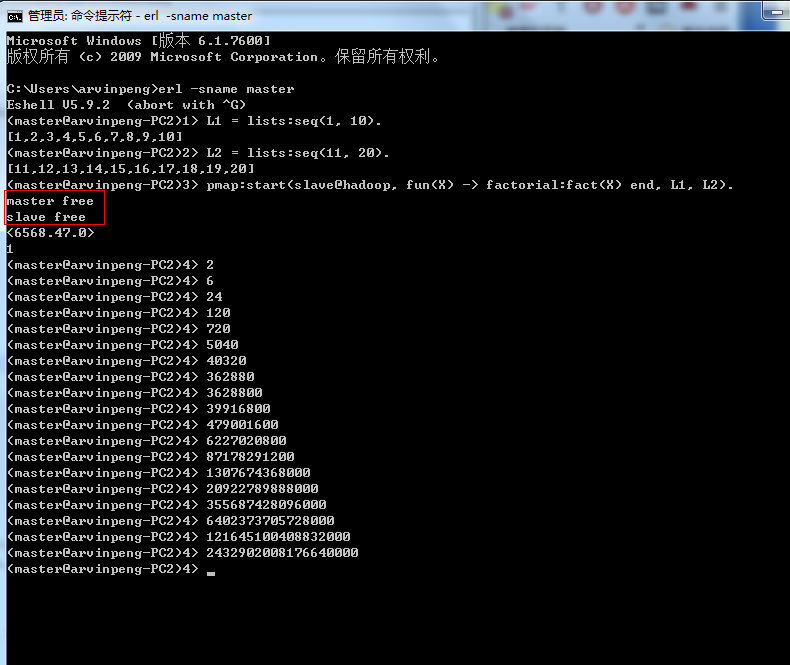 管理员: 命令提示符 - erl  -sname master
Microsoft Windows [版本 6.1.7600]
版权所有 (c) 2009 Microsoft Corporation。保留所有权利。
C:\Users\arvinpeng>erl -sname master
Eshell V5.9.2  (abort with ^G)
(master@arvinpeng-PC2)1> L1 = lists:seq(1, 10).
[1,2,3,4,5,6,7,8,9,10]
(master@arvinpeng-PC2)2> L2 = lists:seq(11, 20).
[11,12,13,14,15,16,17,18,19,20]
(master@arvinpeng-PC2)3> pmap:start(slave@hadoop, fun(X) -> factorial:fact(X) end, L1, L2).
master free
slave free
<6568.47.0>
1
(master@arvinpeng-PC2)4> 2
(master@arvinpeng-PC2)4> 6
(master@arvinpeng-PC2)4> 24
(master@arvinpeng-PC2)4> 120
(master@arvinpeng-PC2)4> 720
(master@arvinpeng-PC2)4> 5040
(master@arvinpeng-PC2)4> 40320
(master@arvinpeng-PC2)4> 362880
(master@arvinpeng-PC2)4> 3628800
(master@arvinpeng-PC2)4> 39916800
(master@arvinpeng-PC2)4> 479001600
(master@arvinpeng-PC2)4> 6227020800
(master@arvinpeng-PC2)4> 87178291200
(master@arvinpeng-PC2)4> 1307674368000
(master@arvinpeng-PC2)4> 20922789888000
(master@arvinpeng-PC2)4> 355687428096000
(master@arvinpeng-PC2)4> 6402373705728000
(master@arvinpeng-PC2)4> 121645100408832000
(master@arvinpeng-PC2)4> 2432902008176640000
(master@arvinpeng-PC2)4> _